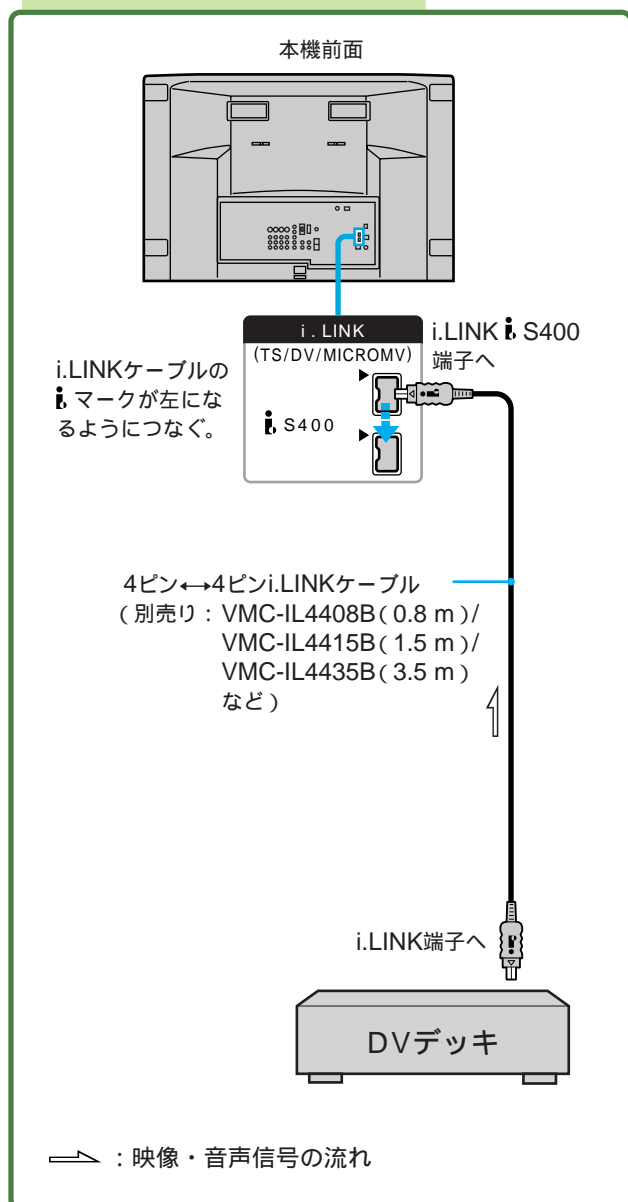 本機前面
i.LINK
(TS/DV/MICROMV)
S400
i.LINK S400
端子へ
i.LINKケーブルの
マークが左にな
るようにつなぐ。
4ピン↔4ピンi.LINKケーブル
(別売り:VMC-IL4408B(0.8 m)/
VMC-IL4415B(1.5 m)/
VMC-IL4435B(3.5 m)
など)
i.LINK端子へ
DVデッキ
:映像・音声信号の流れ